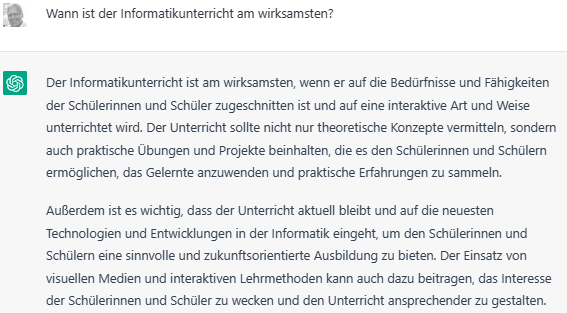 Wann ist der Informatikunterricht am wirksamsten?
Der Informatikunterricht ist am wirksamsten, wenn er auf die Bedürfnisse und Fähigkeiten
der Schülerinnen und Schüler zugeschnitten ist und auf eine interaktive Art und Weise
unterrichtet wird. Der Unterricht sollte nicht nur theoretische Konzepte vermitteln, sondern
auch praktische Übungen und Projekte beinhalten, die es den Schülerinnen und Schülern
ermöglichen, das Gelernte anzuwenden und praktische Erfahrungen zu sammeln.
Außerdem ist es wichtig, dass der Unterricht aktuell bleibt und auf die neuesten
Technologien und Entwicklungen in der Informatik eingeht, um den Schülerinnen und
Schülern eine sinnvolle und zukunftsorientierte Ausbildung zu bieten. Der Einsatz von
visuellen Medien und interaktiven Lehrmethoden kann auch dazu beitragen, das Interesse
der Schülerinnen und Schüler zu wecken und den Unterricht ansprechender zu gestalten.